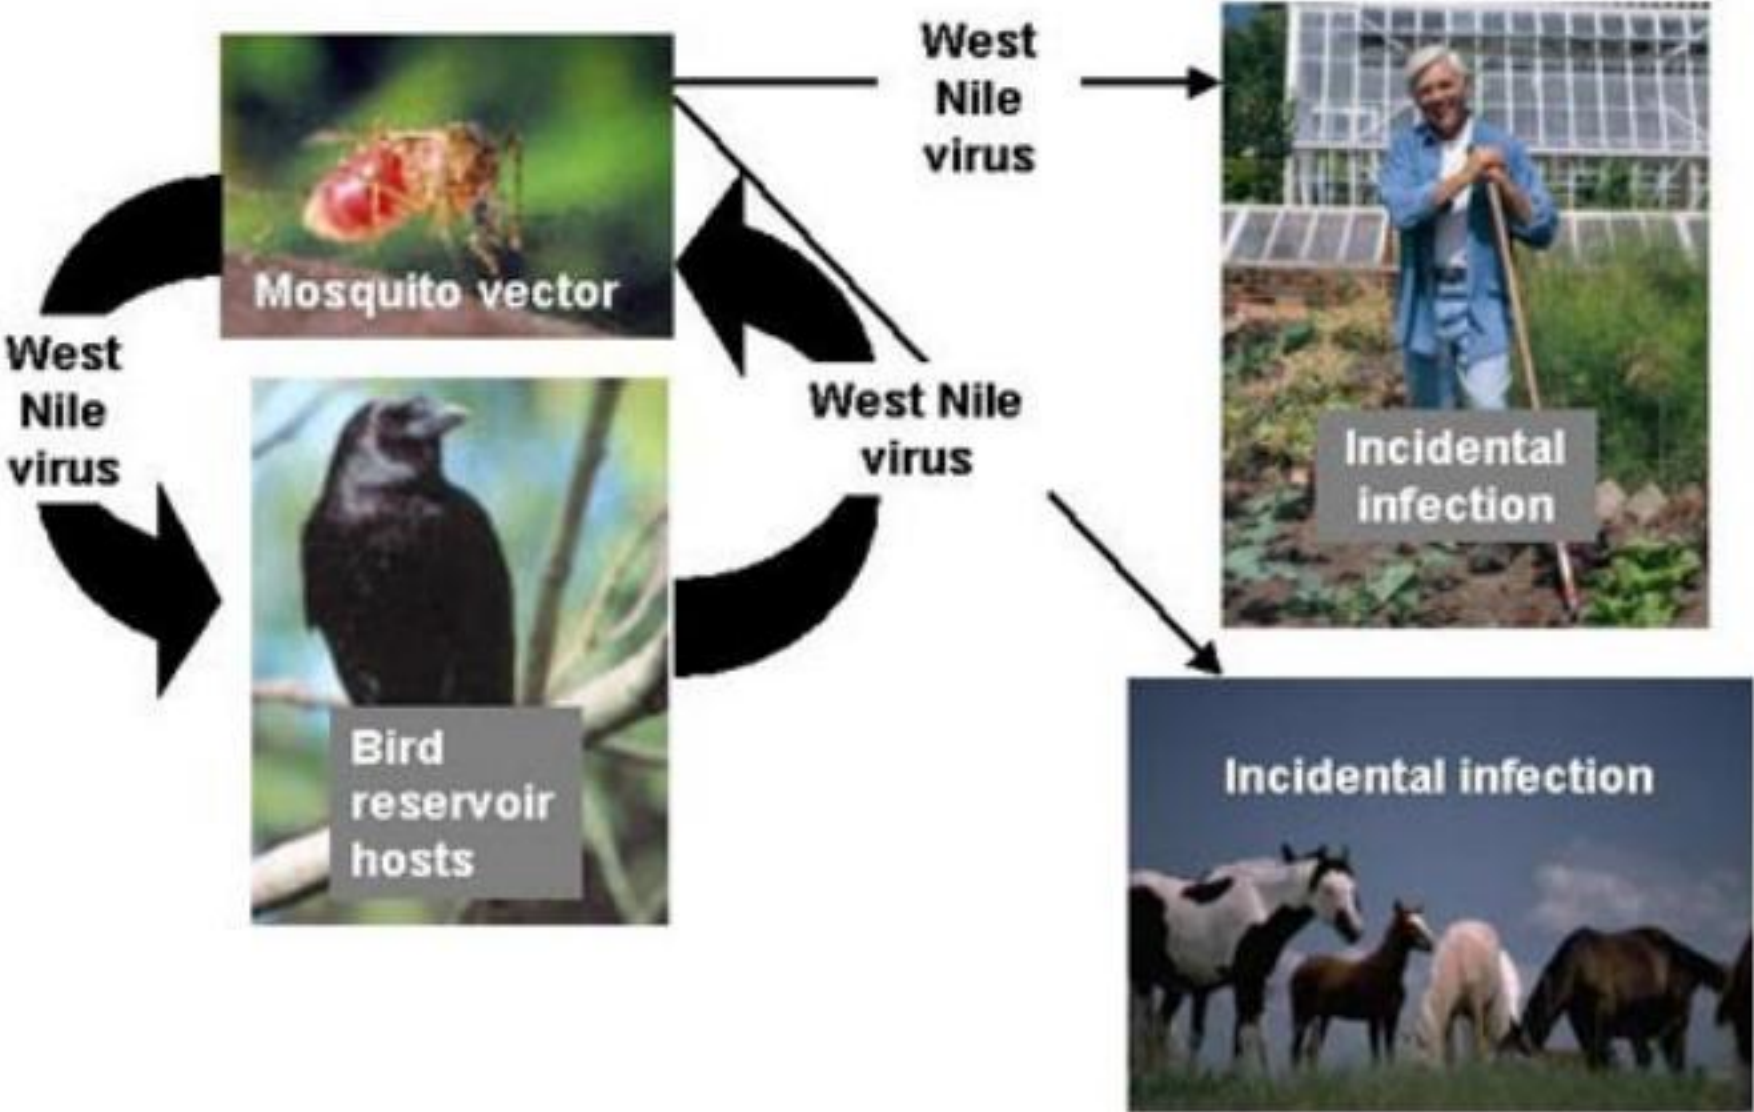 West
Nile
virus
Mosquito vector
West
Nile
virus
West Nile
virus
Incidental
infection
Bird
reservoir
hosts
Incidental infection